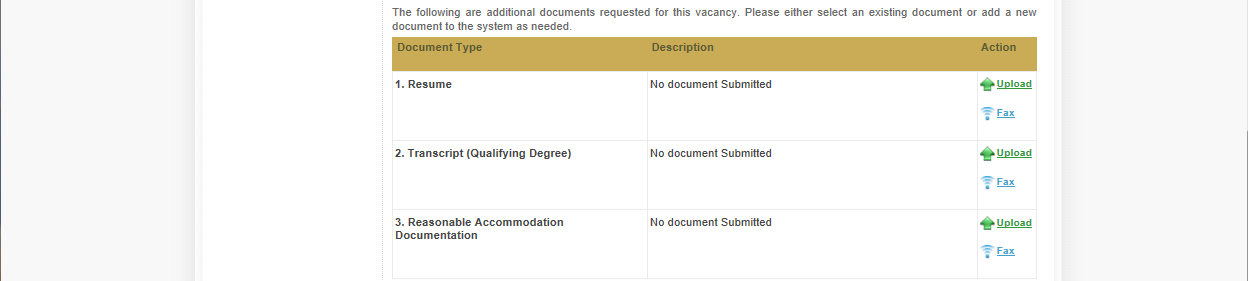 The following are additional documents requested for this vacancy. Please either select an existing document or add a new
document to the system as needed.
Document Type Description Action
1. Resume No document Submitted Upload
Fax
2. Transcript (Qualifying Degree) No document Submitted Upload
Fax
3. Reasonable Accommodation No document Submitted Upload
Documentation
Fax